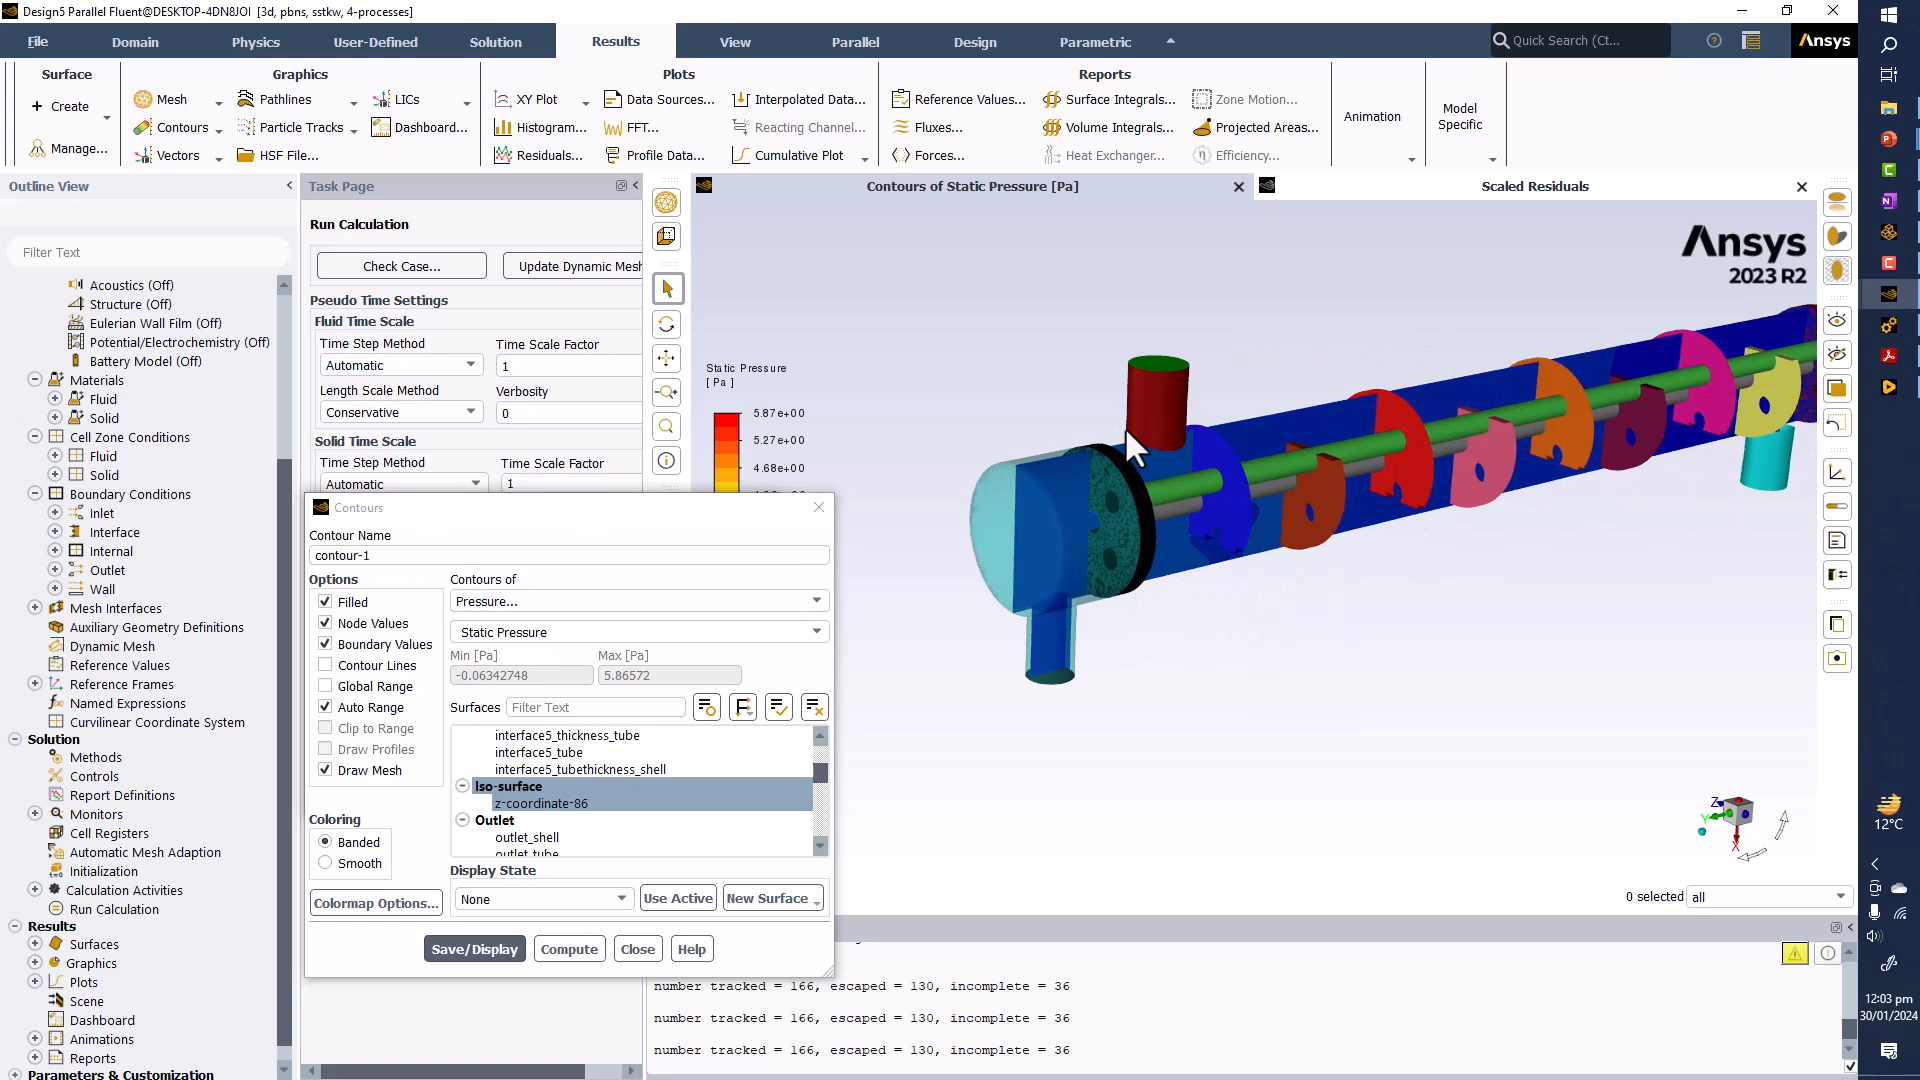 Design5 Parallel Fluent@DESKTOP-4DN8JOI [3d, pbns, sstkw, 4-processes]
File
Domain
Physics
User-Defined
Solution
Results
View
Parallel
Design
Parametric
Quick Search (Ct...
Ansys
Surface
Graphics
Plots
Reports
Create
Manage...
Mesh
Contours
Vectors
Pathlines
Particle Tracks
HSF File...
LICs
Dashboard...
XY Plot
Histogram...
Residuals...
Data Sources...
FFT...
Profile Data...
Interpolated Data...
Reacting Channel...
Cumulative Plot
Reference Values...
Fluxes...
Forces...
Surface Integrals...
Volume Integrals...
Heat Exchanger...
Zone Motion...
Projected Areas...
Efficiency...
Animation
Model
Specific
Outline View
Filter Text
Acoustics (Off)
Structure (Off)
Eulerian Wall Film (Off)
Potential/Electrochemistry (Off)
Battery Model (Off)
Materials
Fluid
Solid
Cell Zone Conditions
Fluid
Solid
Boundary Conditions
Inlet
Interface
Internal
Outlet
Wall
Mesh Interfaces
Auxiliary Geometry Definitions
Dynamic Mesh
Reference Values
Reference Frames
Named Expressions
Curvilinear Coordinate System
Solution
Methods
Controls
Report Definitions
Monitors
Cell Registers
Automatic Mesh Adaption
Initialization
Calculation Activities
Run Calculation
Results
Surfaces
Graphics
Plots
Scene
Dashboard
Animations
Reports
Parameters & Customization
Task Page
Run Calculation
Check Case...
Update Dynamic Mesh
Pseudo Time Settings
Fluid Time Scale
Time Step Method
Time Scale Factor
Automatic
1
Length Scale Method
Verbosity
Conservative
0
Solid Time Scale
Time Step Method
Time Scale Factor
Automatic
1
Contours
Contour Name
contour-1
Options
Filled
Node Values
Boundary Values
Contour Lines
Global Range
Auto Range
Clip to Range
Draw Profiles
Draw Mesh
Coloring
Banded
Smooth
Colormap Options...
Contours of
Pressure...
Static Pressure
Min [Pa]
Max [Pa]
-0.06342748
5.86572
Surfaces
Filter Text
interface5_thickness_tube
interface5_tube
interface5_tubethickness_shell
Iso-surface
z-coordinate-86
Outlet
outlet_shell
outlet_tube
Display State
None
Use Active
New Surface
Save/Display
Compute
Close
Help
Contours of Static Pressure [Pa]
Scaled Residuals
Ansys
2023 R2
Static Pressure
[ Pa ]
5.87e+00
5.27e+00
4.68e+00
Z
Y
X
0 selected
all
number tracked = 166, escaped = 130, incomplete = 36
number tracked = 166, escaped = 130, incomplete = 36
number tracked = 166, escaped = 130, incomplete = 36
12°C
12:03 pm
30/01/2024